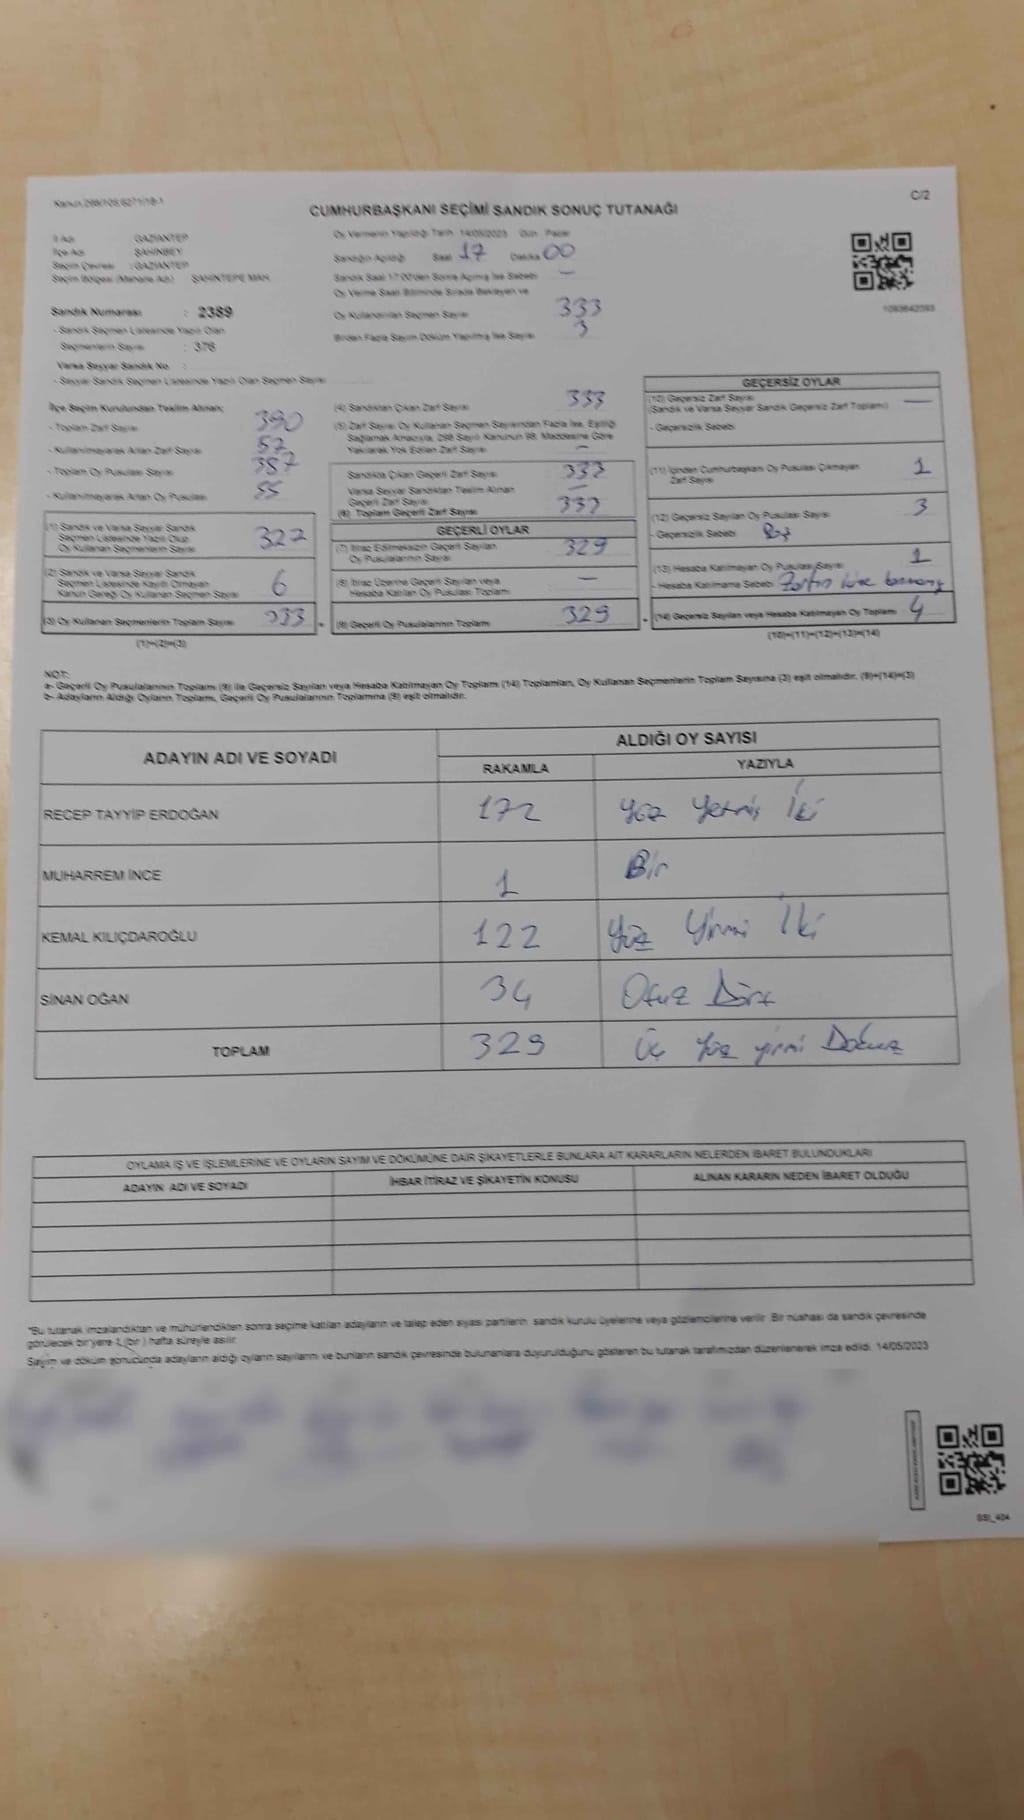 Kanun:298/105,6271/18-1
C/2
CUMHURBAŞKANI SEÇİMİ SANDIK SONUÇ TUTANAĞI
İl Adı : GAZİANTEP
İlçe Adı : ŞAHİNBEY
Seçim Çevresi : GAZİANTEP
Seçim Bölgesi (Mahalle Adı) : ŞAHİNTEPE MAH.
Sandık Numarası : 2389
- Sandık Seçmen Listesinde Yazılı Olan
Seçmenlerin Sayısı : 376
Varsa Seyyar Sandık No :
- Seyyar Sandık Seçmen Listesinde Yazılı Olan Seçmen Sayısı
Oy Vermenin Yapıldığı Tarih 14/05/2023 Gün Pazar
Sandığın Açıldığı Saat 17 Dakika 00
Sandık Saat 17:00'den Sonra Açılmış İse Sebebi —
Oy Verme Saati Bitiminde Sırada Bekleyen ve
Oy Kullandırılan Seçmen Sayısı 333
Birden Fazla Sayım Döküm Yapılmış İse Sayısı 3
1093642093
İlçe Seçim Kurulundan Teslim Alınan;
- Toplam Zarf Sayısı 390
- Kullanılmayarak Artan Zarf Sayısı 57
- Toplam Oy Pusulası Sayısı 387
- Kullanılmayarak Artan Oy Pusulası 55
(1) Sandık ve Varsa Seyyar Sandık
Seçmen Listesinde Yazılı Olup
Oy Kullanan Seçmenlerin Sayısı 327
(2) Sandık ve Varsa Seyyar Sandık
Seçmen Listesinde Kayıtlı Olmayan
Kanun Gereği Oy Kullanan Seçmen Sayısı 6
(3) Oy Kullanan Seçmenlerin Toplam Sayısı 333
(1)+(2)=(3)
(4) Sandıktan Çıkan Zarf Sayısı 333
(5) Zarf Sayısı Oy Kullanan Seçmen Sayısından Fazla İse, Eşitliği
Sağlamak Amacıyla, 298 Sayılı Kanunun 98. Maddesine Göre
Yakılarak Yok Edilen Zarf Sayısı —
Sandıkta Çıkan Geçerli Zarf Sayısı 333
Varsa Seyyar Sandıktan Teslim Alınan
Geçerli Zarf Sayısı —
(6) Toplam Geçerli Zarf Sayısı 333
GEÇERLİ OYLAR
(7) İtiraz Edilmeksizin Geçerli Sayılan
Oy Pusulalarının Sayısı 329
(8) İtiraz Üzerine Geçerli Sayılan veya
Hesaba Katılan Oy Pusulası Toplamı —
(9) Geçerli Oy Pusulalarının Toplamı 329
GEÇERSİZ OYLAR
(10) Geçersiz Zarf Sayısı —
(Sandık ve Varsa Seyyar Sandık Geçersiz Zarf Toplamı)
- Geçersizlik Sebebi
(11) İçinden Cumhurbaşkanı Oy Pusulası Çıkmayan
Zarf Sayısı 1
(12) Geçersiz Sayılan Oy Pusulası Sayısı 3
- Geçersizlik Sebebi
(13) Hesaba Katılmayan Oy Pusulası Sayısı 1
- Hesaba Katılmama Sebebi
(14) Geçersiz Sayılan veya Hesaba Katılmayan Oy Toplamı 4
(10)+(11)+(12)+(13)=(14)
NOT:
a- Geçerli Oy Pusulalarının Toplamı (9) ile Geçersiz Sayılan veya Hesaba Katılmayan Oy Toplamı (14) Toplamları, Oy Kullanan Seçmenlerin Toplam Sayısına (3) eşit olmalıdır. (9)+(14)=(3)
b- Adayların Aldığı Oyların Toplamı, Geçerli Oy Pusulalarının Toplamına (9) eşit olmalıdır.
ADAYIN ADI VE SOYADI
ALDIĞI OY SAYISI
RAKAMLA YAZIYLA
RECEP TAYYİP ERDOĞAN 172 Yüz Yetmiş İki
MUHARREM İNCE 1 Bir
KEMAL KILIÇDAROĞLU 122 Yüz Yirmi İki
SİNAN OĞAN 34 Otuz Dört
TOPLAM 329 Üç Yüz yirmi Dokuz
OYLAMA İŞ VE İŞLEMLERİNE VE OYLARIN SAYIM VE DÖKÜMÜNE DAİR ŞİKAYETLERLE BUNLARA AİT KARARLARIN NELERDEN İBARET BULUNDUKLARI
ADAYIN ADI VE SOYADI İHBAR İTİRAZ VE ŞİKAYETİN KONUSU ALINAN KARARIN NEDEN İBARET OLDUĞU
*Bu tutanak imzalandıktan ve mühürlendikten sonra seçime katılan adayların ve talep eden siyasi partilerin, sandık kurulu üyelerine veya gözlemcilerine verilir. Bir nüshası da sandık çevresinde
görülecek bir yere 1 (bir) hafta süreyle asılır.
Sayım ve döküm sonucunda adayların aldığı oyların sayılarını ve bunların sandık çevresinde bulunanlara duyurulduğunu gösteren bu tutanak tarafımızdan düzenlenerek imza edildi. 14/05/2023
SSI_404